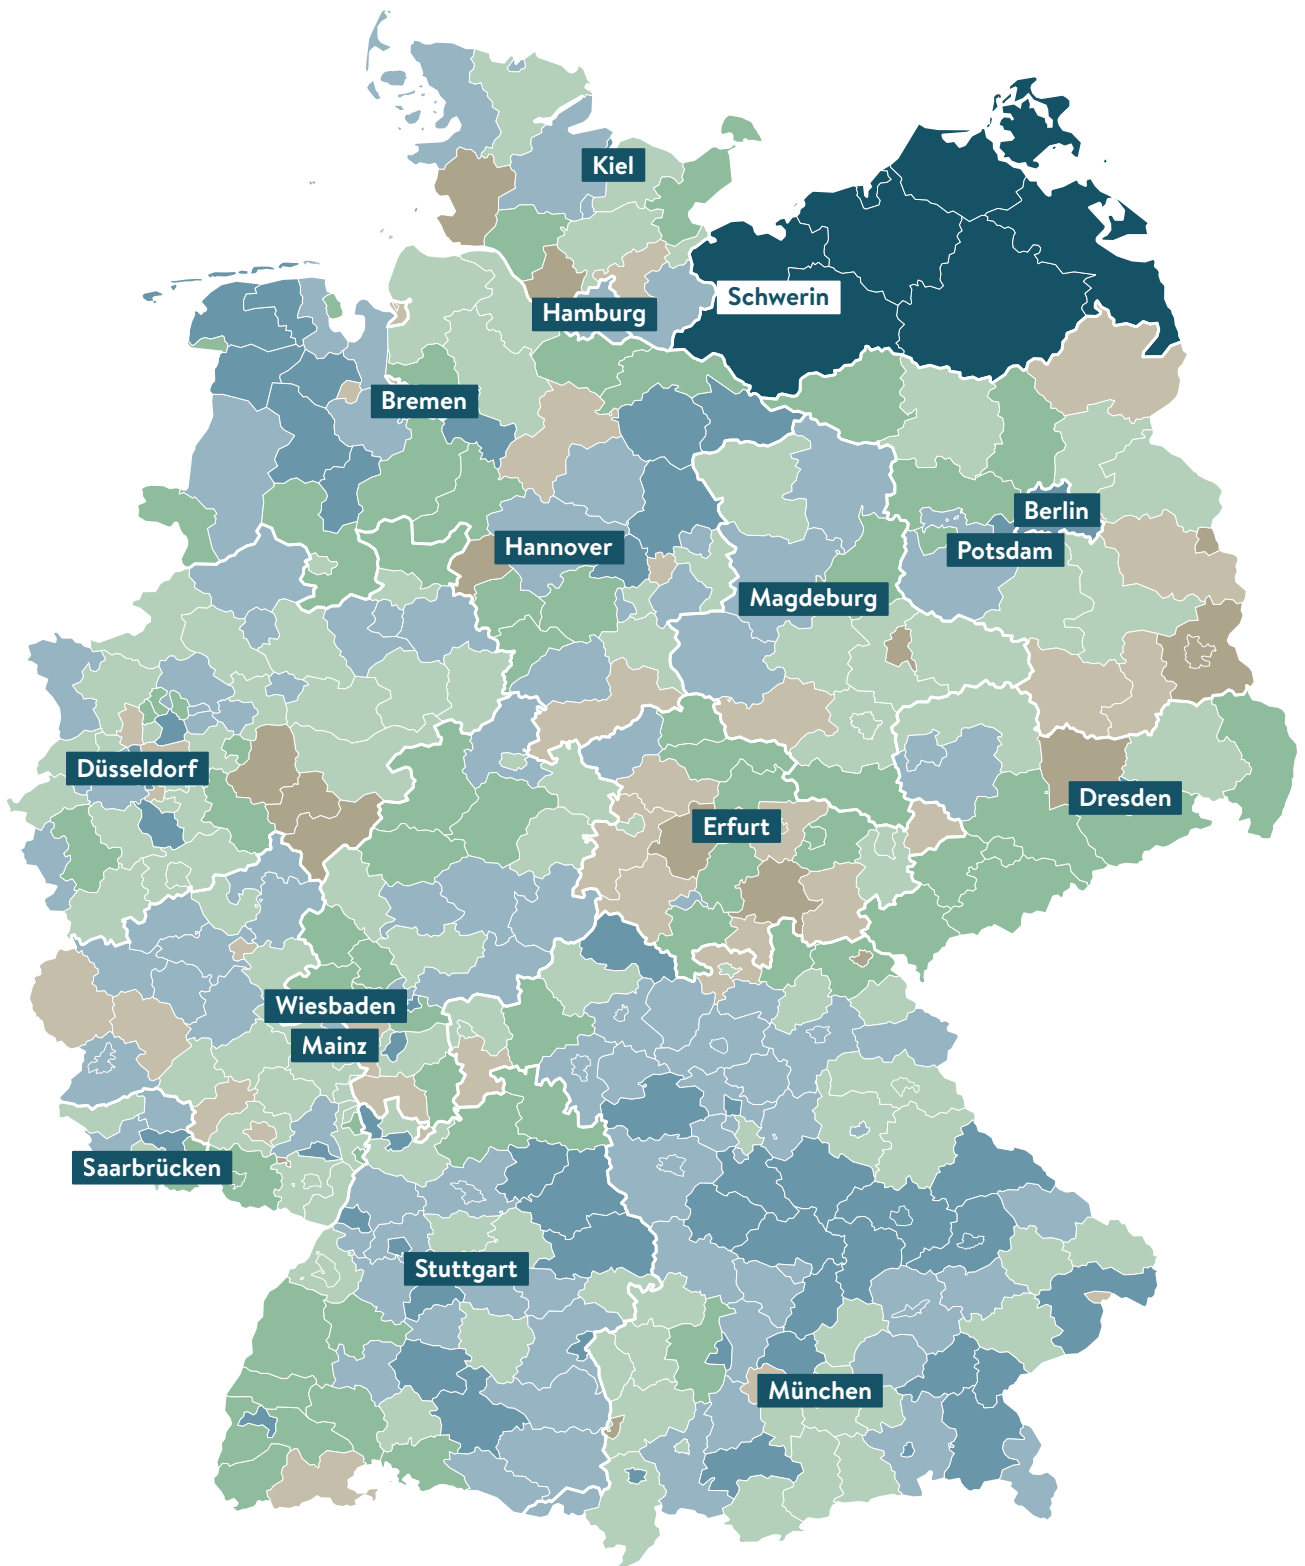 Kiel
Schwerin
Hamburg
Bremen
Berlin
Hannover
Potsdam
Magdeburg
Düsseldorf
Dresden
Erfurt
Wiesbaden
Mainz
Saarbrücken
Stuttgart
München